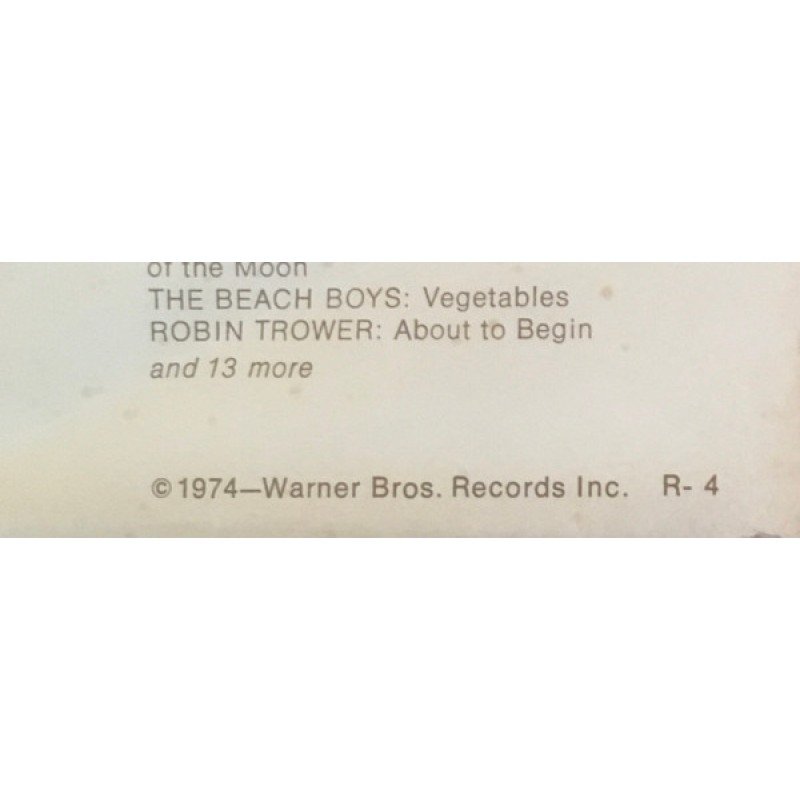 of the Moon
THE BEACH BOYS: Vegetables
ROBIN TROWER: About to Begin
and 13 more
©1974—Warner Bros. Records Inc. R- 4